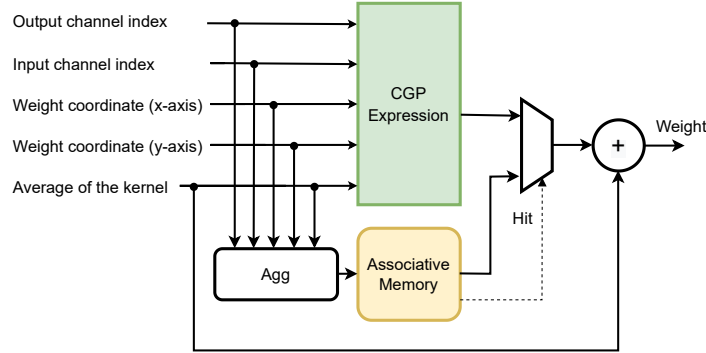 Output channel index
Input channel index
Weight coordinate (x-axis)
Weight coordinate (y-axis)
Average of the kernel
CGP
Expression
Agg
Associative
Memory
Hit
+
Weight